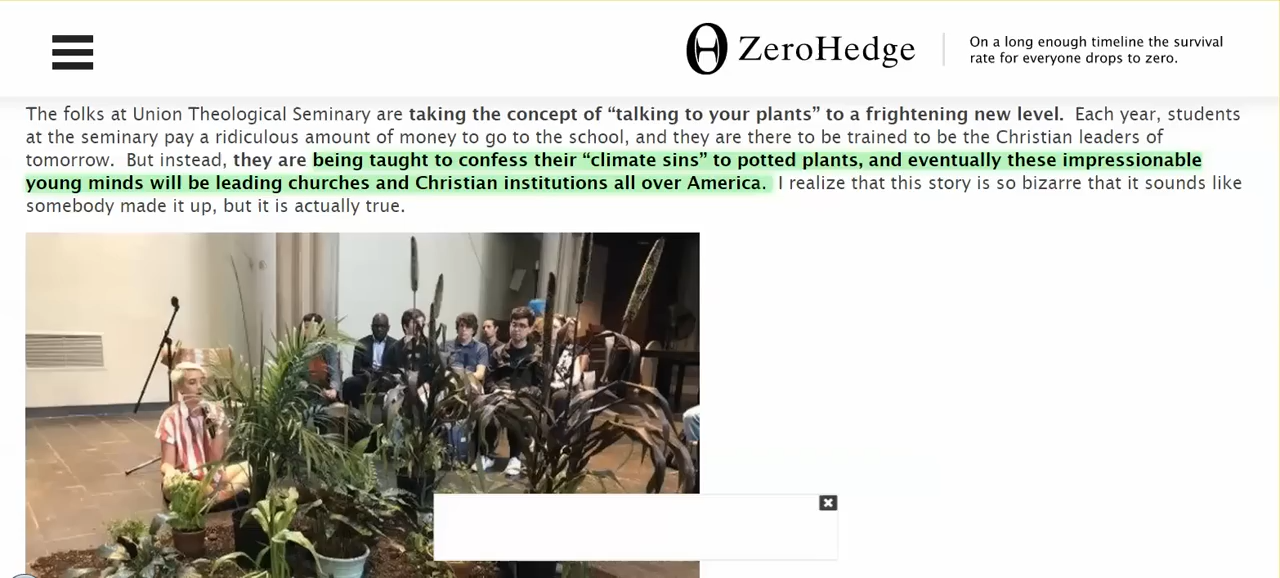 ZeroHedge
On a long enough timeline the survival
rate for everyone drops to zero.
The folks at Union Theological Seminary are taking the concept of “talking to your plants” to a frightening new level. Each year, students
at the seminary pay a ridiculous amount of money to go to the school, and they are there to be trained to be the Christian leaders of
tomorrow. But instead, they are being taught to confess their “climate sins” to potted plants, and eventually these impressionable
young minds will be leading churches and Christian institutions all over America. I realize that this story is so bizarre that it sounds like
somebody made it up, but it is actually true.